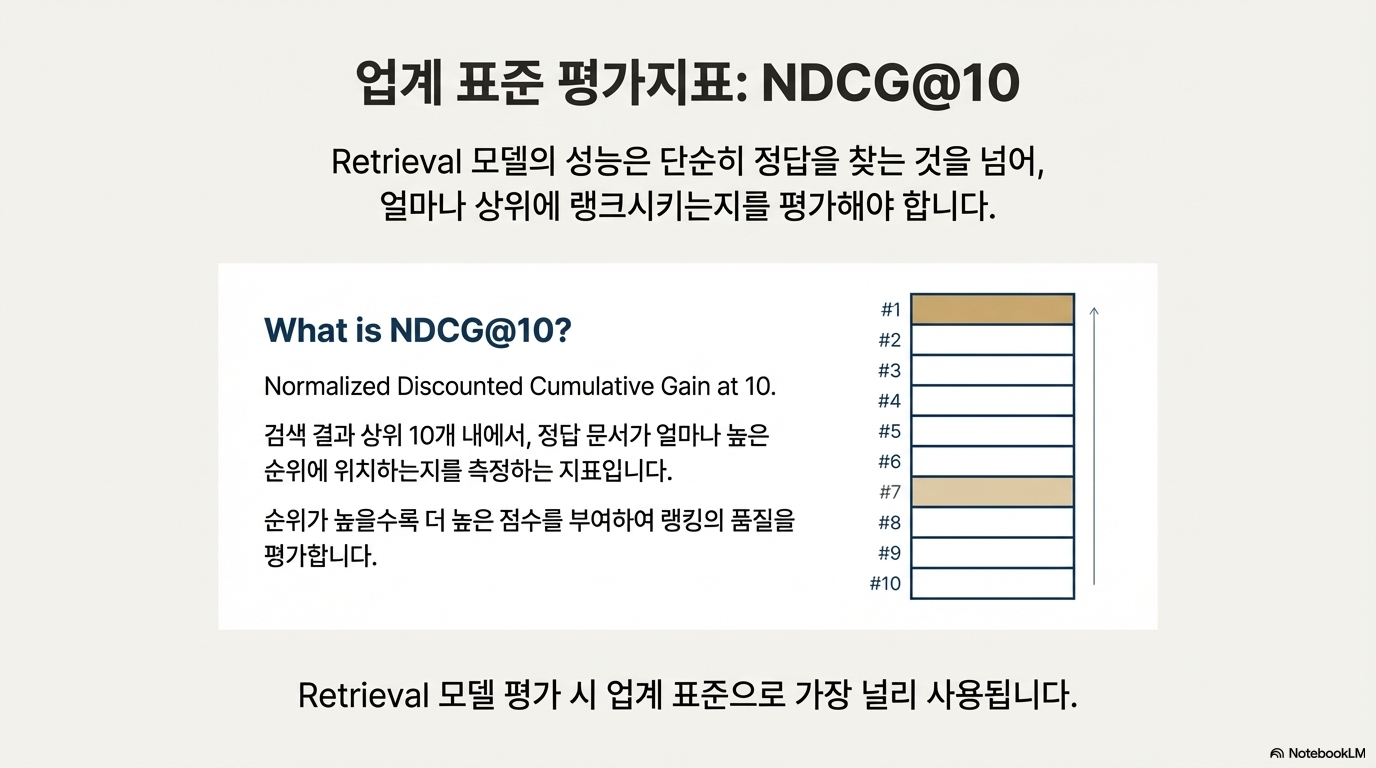 업계 표준 평가지표: NDCG@10
Retrieval 모델의 성능은 단순히 정답을 찾는 것을 넘어,
얼마나 상위에 랭크시키는지를 평가해야 합니다.
What is NDCG@10?
Normalized Discounted Cumulative Gain at 10.
검색 결과 상위 10개 내에서, 정답 문서가 얼마나 높은
순위에 위치하는지를 측정하는 지표입니다.
순위가 높을수록 더 높은 점수를 부여하여 랭킹의 품질을
평가합니다.
#1
#2
#3
#4
#5
#6
#7
#8
#9
#10
Retrieval 모델 평가 시 업계 표준으로 가장 널리 사용됩니다.
NotebookLM